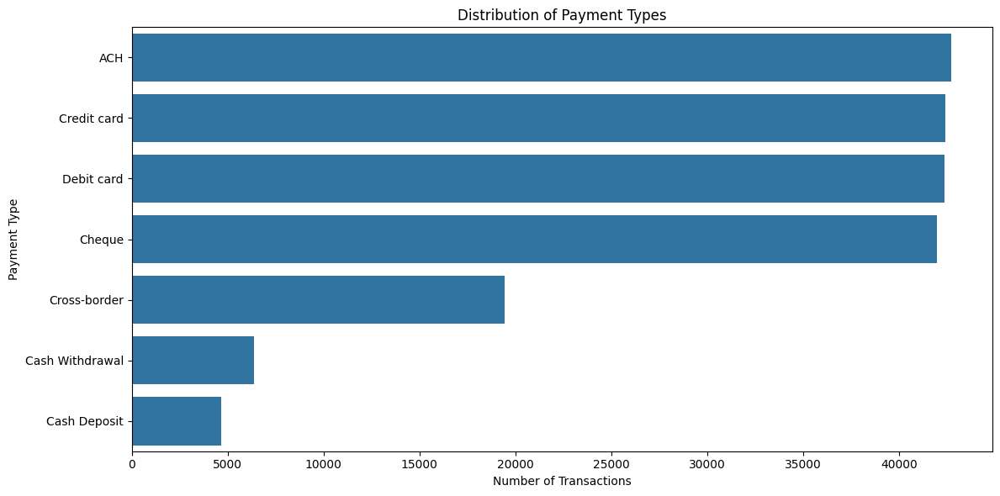 Distribution of Payment Types
Payment Type
ACH
Credit card
Debit card
Cheque
Cross-border
Cash Withdrawal
Cash Deposit
0 5000 10000 15000 20000 25000 30000 35000 40000
Number of Transactions